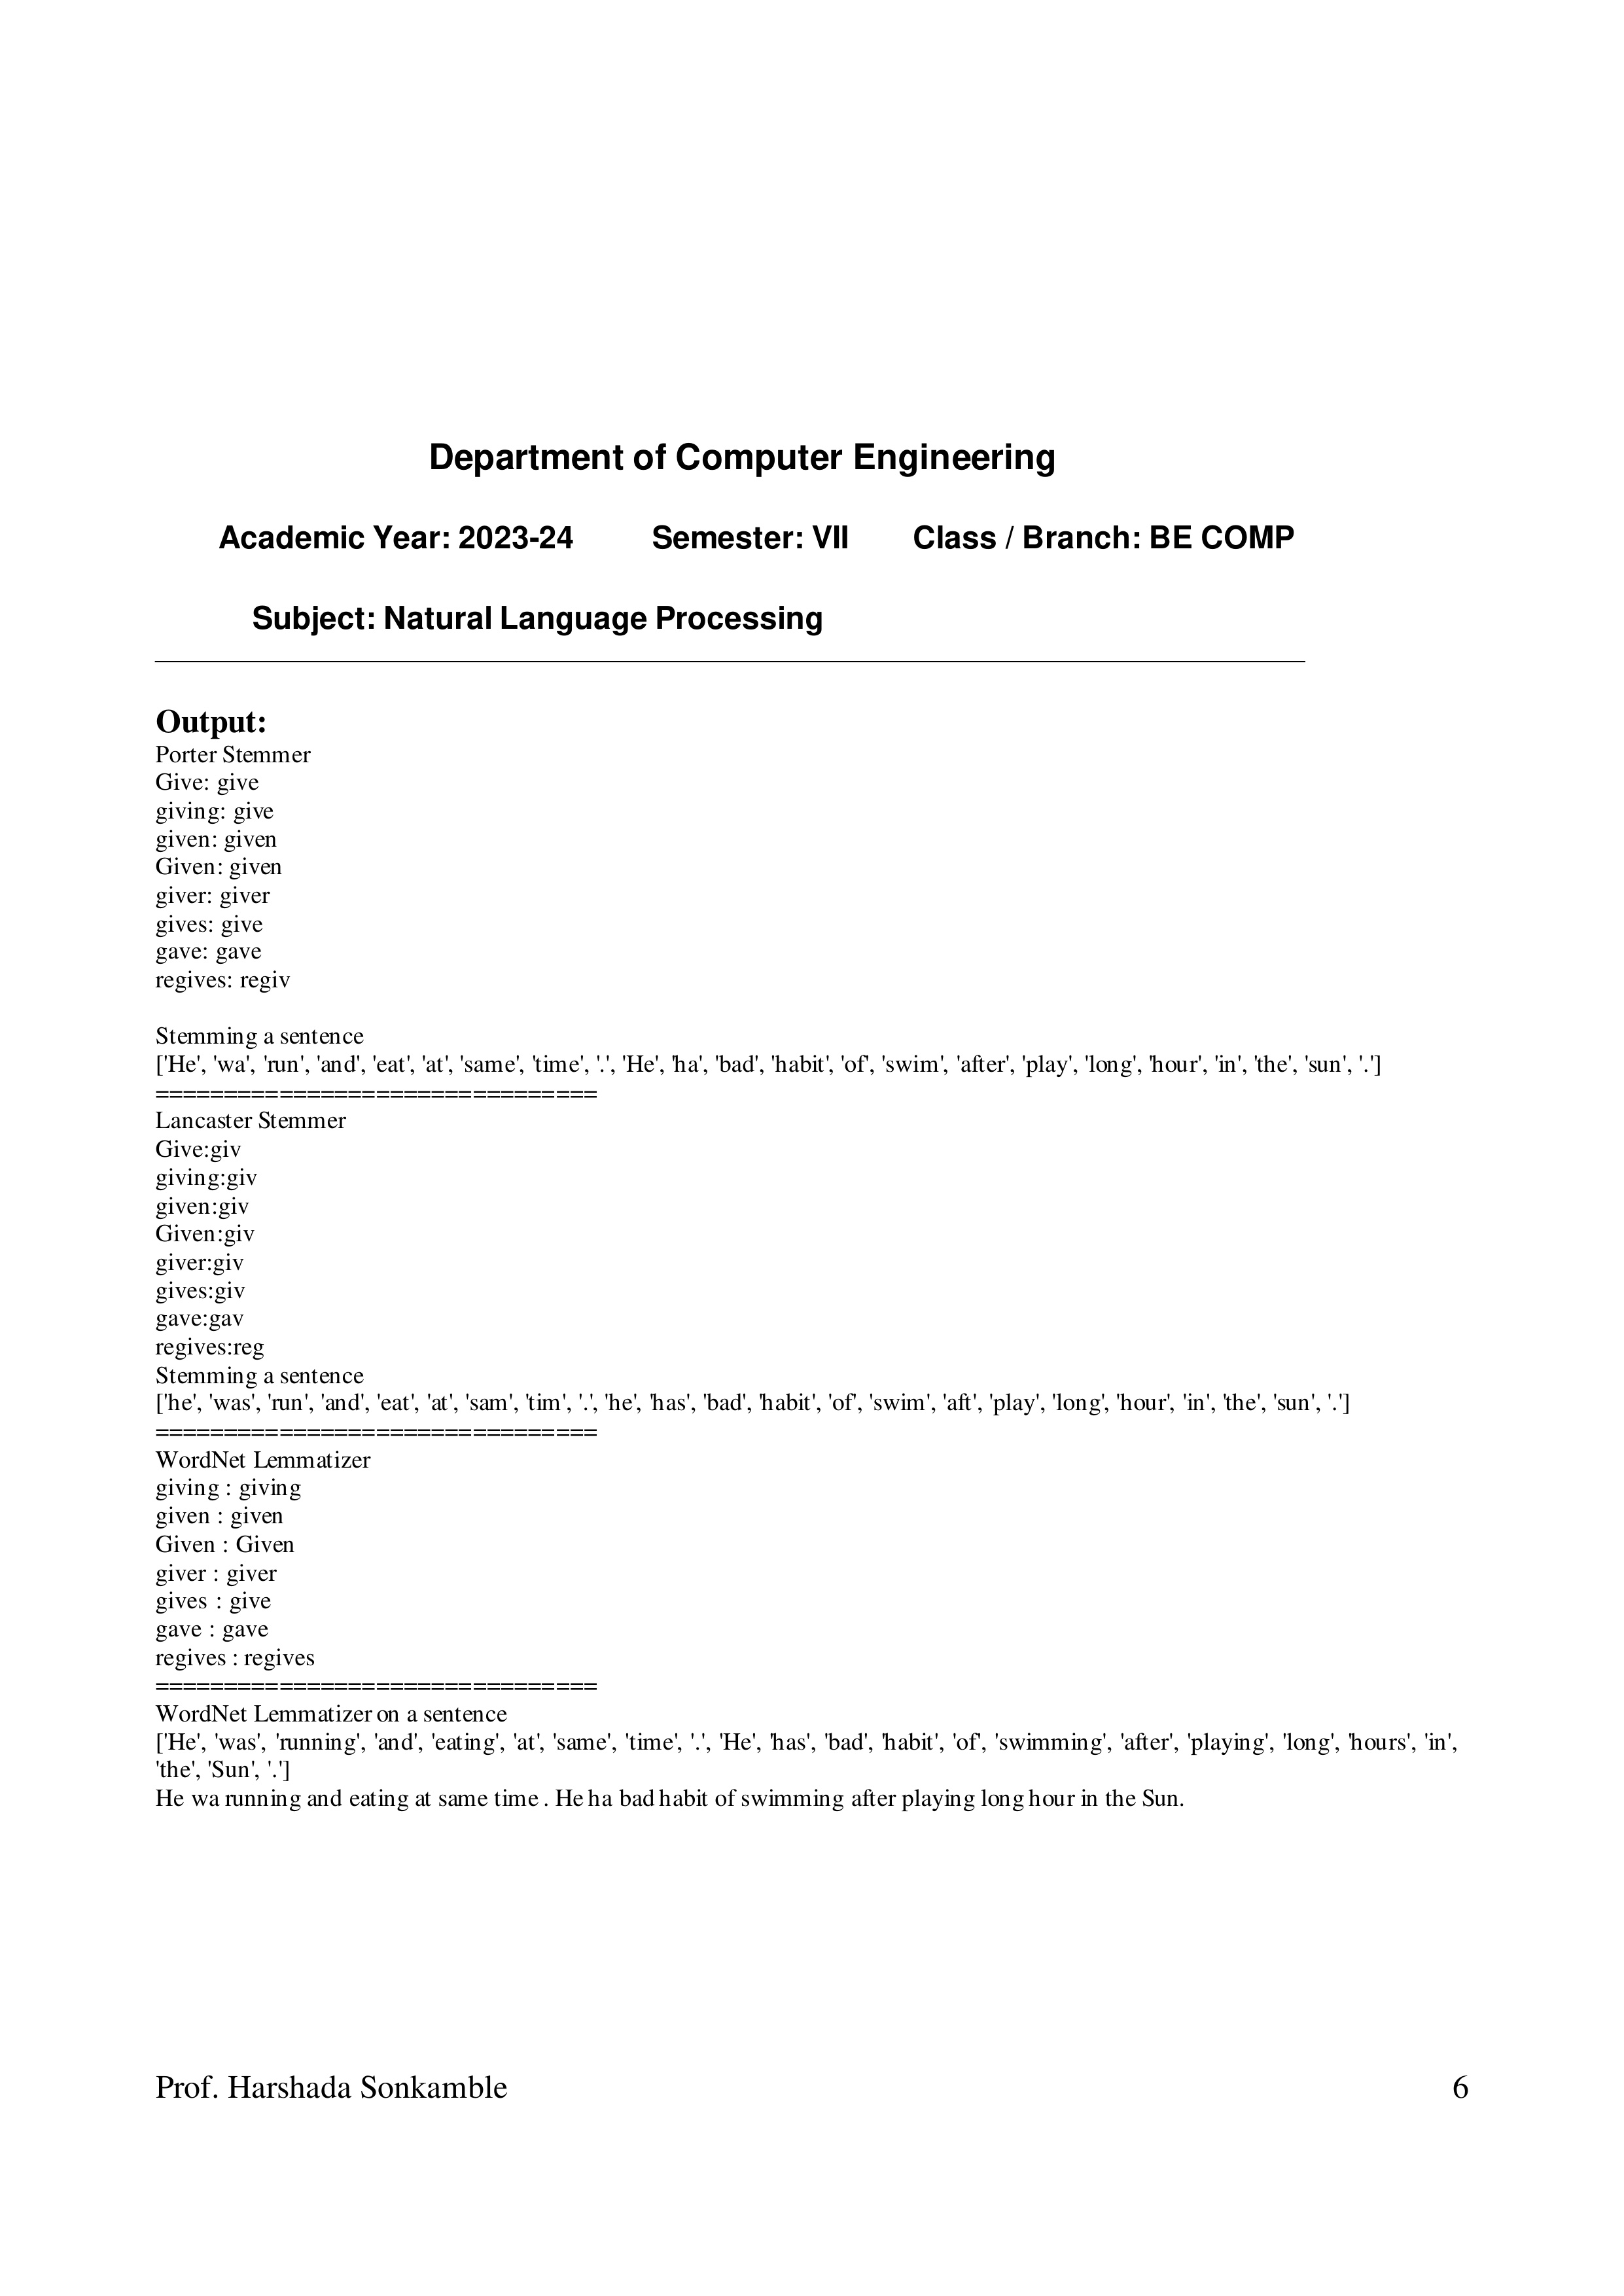 Department of Computer Engineering
Academic Year: 2023-24 Semester: VII Class / Branch: BE COMP
Subject: Natural Language Processing
Output:
Porter Stemmer
Give: give
giving: give
given: given
Given: given
giver: giver
gives: give
gave: gave
regives: regiv
Stemming a sentence
['He', 'wa', 'run', 'and', 'eat', 'at', 'same', 'time', '.', 'He', 'ha', 'bad', 'habit', 'of', 'swim', 'after', 'play', 'long', 'hour', 'in', 'the', 'sun', '.']
================================
Lancaster Stemmer
Give:giv
giving:giv
given:giv
Given:giv
giver:giv
gives:giv
gave:gav
regives:reg
Stemming a sentence
['he', 'was', 'run', 'and', 'eat', 'at', 'sam', 'tim', '.', 'he', 'has', 'bad', 'habit', 'of', 'swim', 'aft', 'play', 'long', 'hour', 'in', 'the', 'sun', '.']
================================
WordNet Lemmatizer
giving : giving
given : given
Given : Given
giver : giver
gives : give
gave : gave
regives : regives
================================
WordNet Lemmatizer on a sentence
['He', 'was', 'running', 'and', 'eating', 'at', 'same', 'time', '.', 'He', 'has', 'bad', 'habit', 'of', 'swimming', 'after', 'playing', 'long', 'hours', 'in',
'the', 'Sun', '.']
He wa running and eating at same time . He ha bad habit of swimming after playing long hour in the Sun.
Prof. Harshada Sonkamble 6